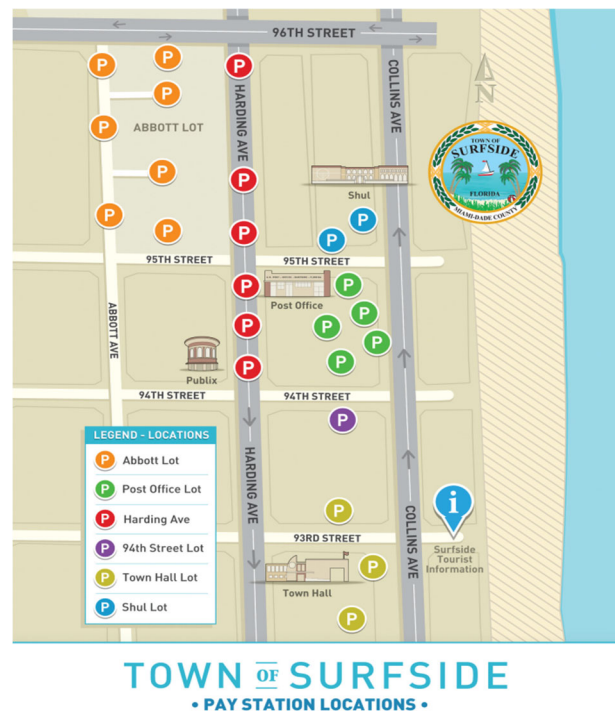 96TH STREET
HARDING AVE
COLLINS AVE
N
P
P
P
P
P
P
P
P
ABBOTT LOT
TOWN OF
SURFSIDE
FLORIDA
MIAMI-DADE COUNTY
P
P
P
Shul
P
P
95TH STREET
95TH STREET
P
P
P
P
P
P
P
P
Post Office
ABBOTT AVE
Publix
94TH STREET
94TH STREET
P
LEGEND - LOCATIONS
P Abbott Lot
P Post Office Lot
P Harding Ave
P 94th Street Lot
P Town Hall Lot
P Shul Lot
HARDING AVE
COLLINS AVE
P
i
93RD STREET
Surfside
Tourist
Information
P
Town Hall
P
TOWN OF SURFSIDE
• PAY STATION LOCATIONS •